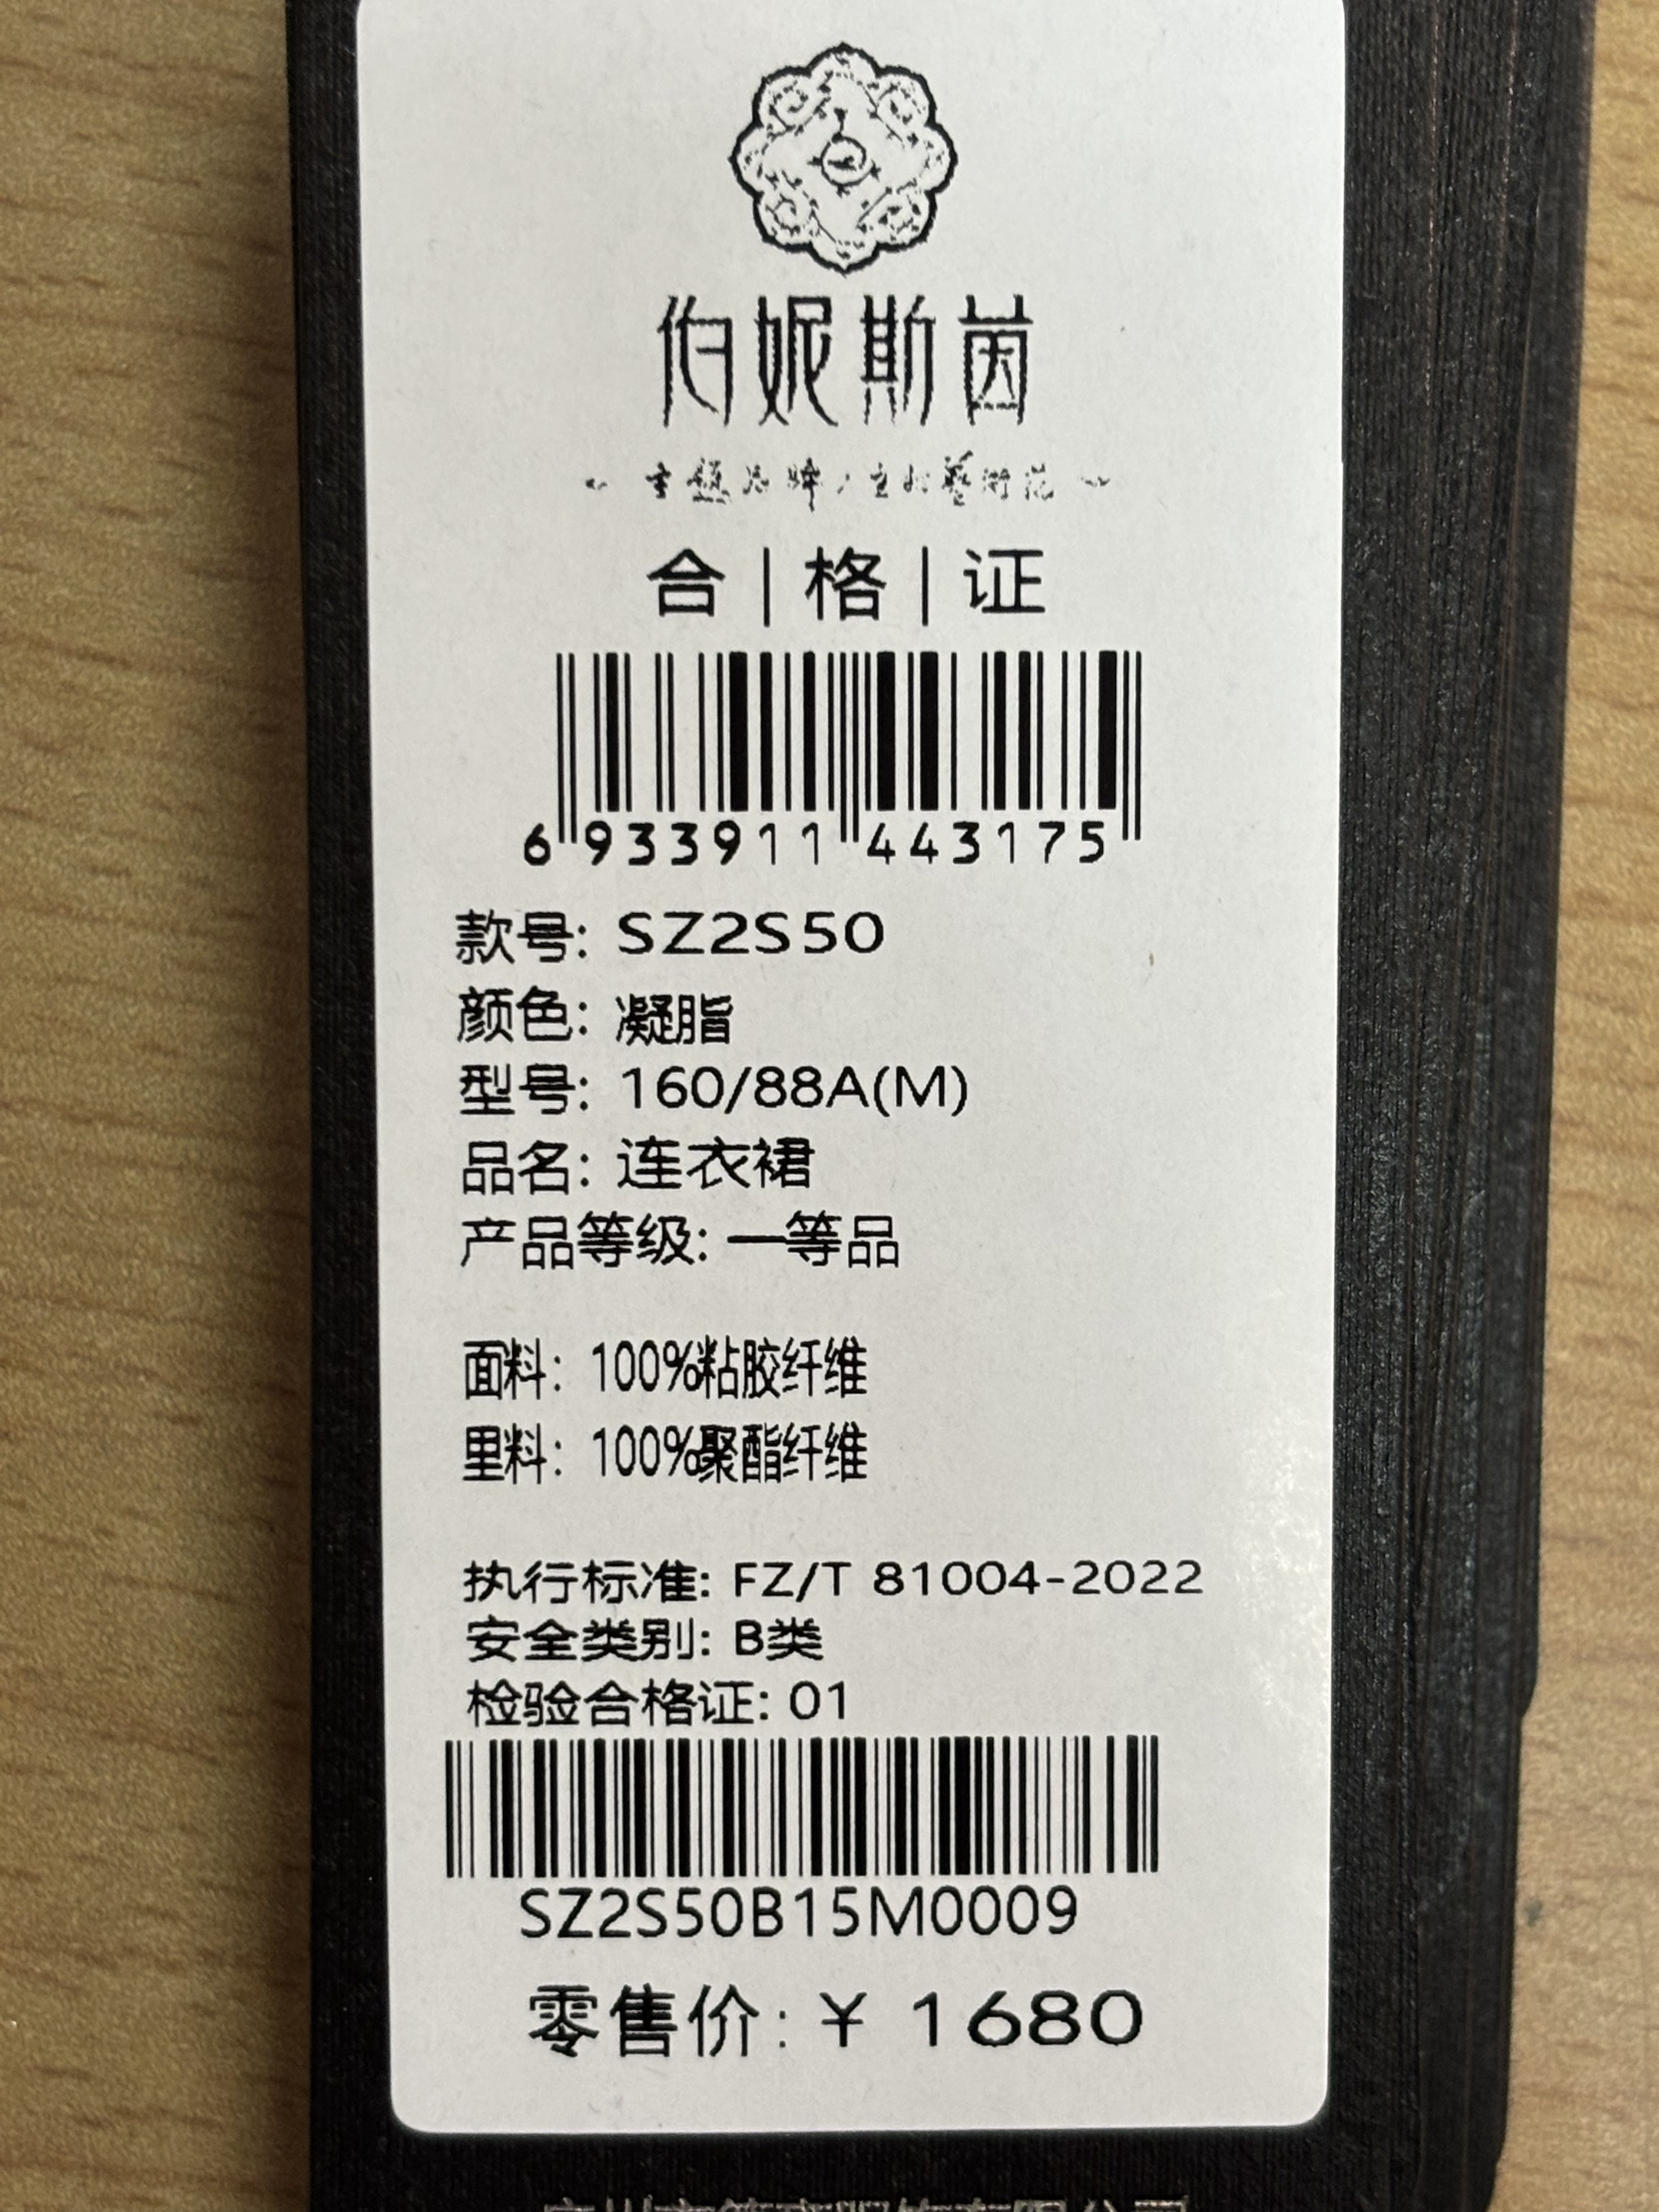 伯妮斯茵
合|格|证
6 933911 443175
款号: SZ2S50
颜色: 凝脂
型号: 160/88A(M)
品名: 连衣裙
产品等级: 一等品
面料: 100%粘胶纤维
里料: 100%聚酯纤维
执行标准: FZ/T 81004-2022
安全类别: B类
检验合格证: 01
SZ2S50B15M0009
零售价: ¥ 1680